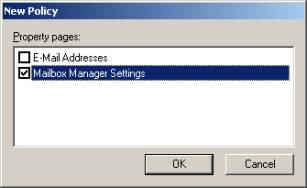 New Policy
Property pages:
E-Mail Addresses
Mailbox Manager Settings
OK
Cancel